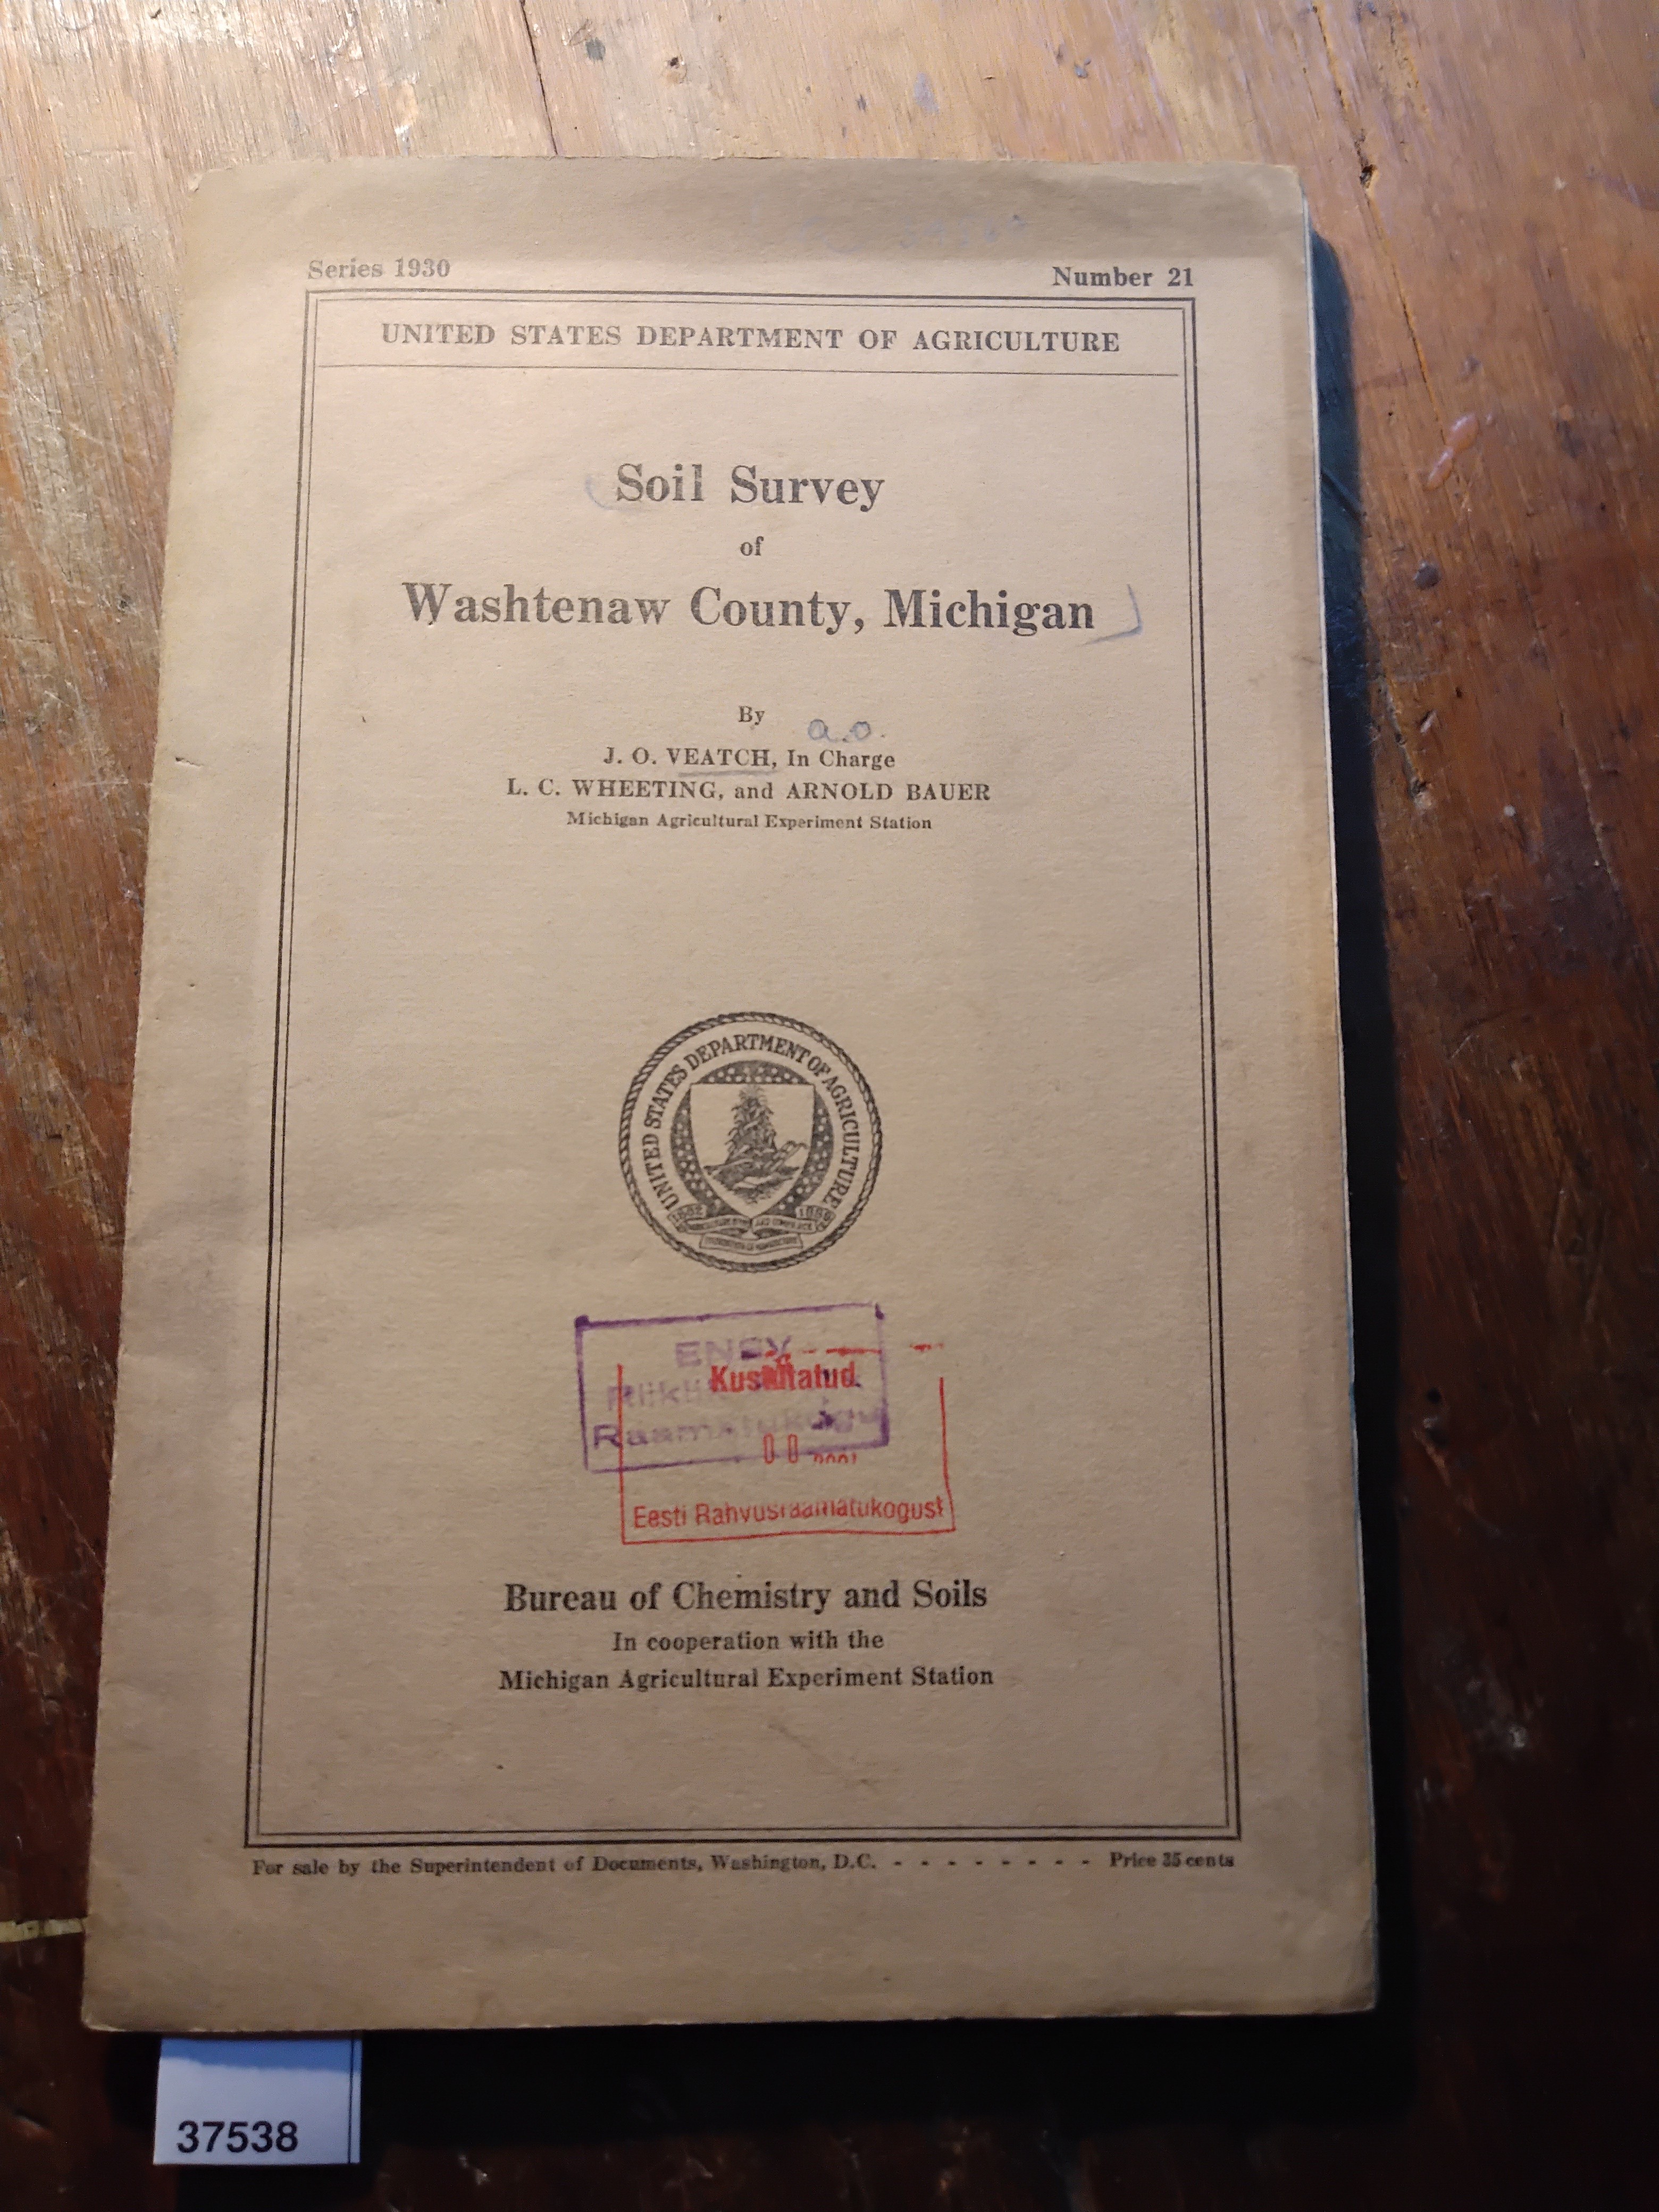 Series 1930
Number 21
UNITED STATES DEPARTMENT OF AGRICULTURE
Soil Survey
of
Washtenaw County, Michigan
By
a.o.
J. O. VEATCH, In Charge
L. C. WHEETING, and ARNOLD BAUER
Michigan Agricultural Experiment Station
UNITED STATES DEPARTMENT OF AGRICULTURE
1862 1889
Kustutatud
Raamatukogu
Eesti Rahvusraamatukogust
Bureau of Chemistry and Soils
In cooperation with the
Michigan Agricultural Experiment Station
For sale by the Superintendent of Documents, Washington, D.C. - - - - - - - - Price 35 cents
37538